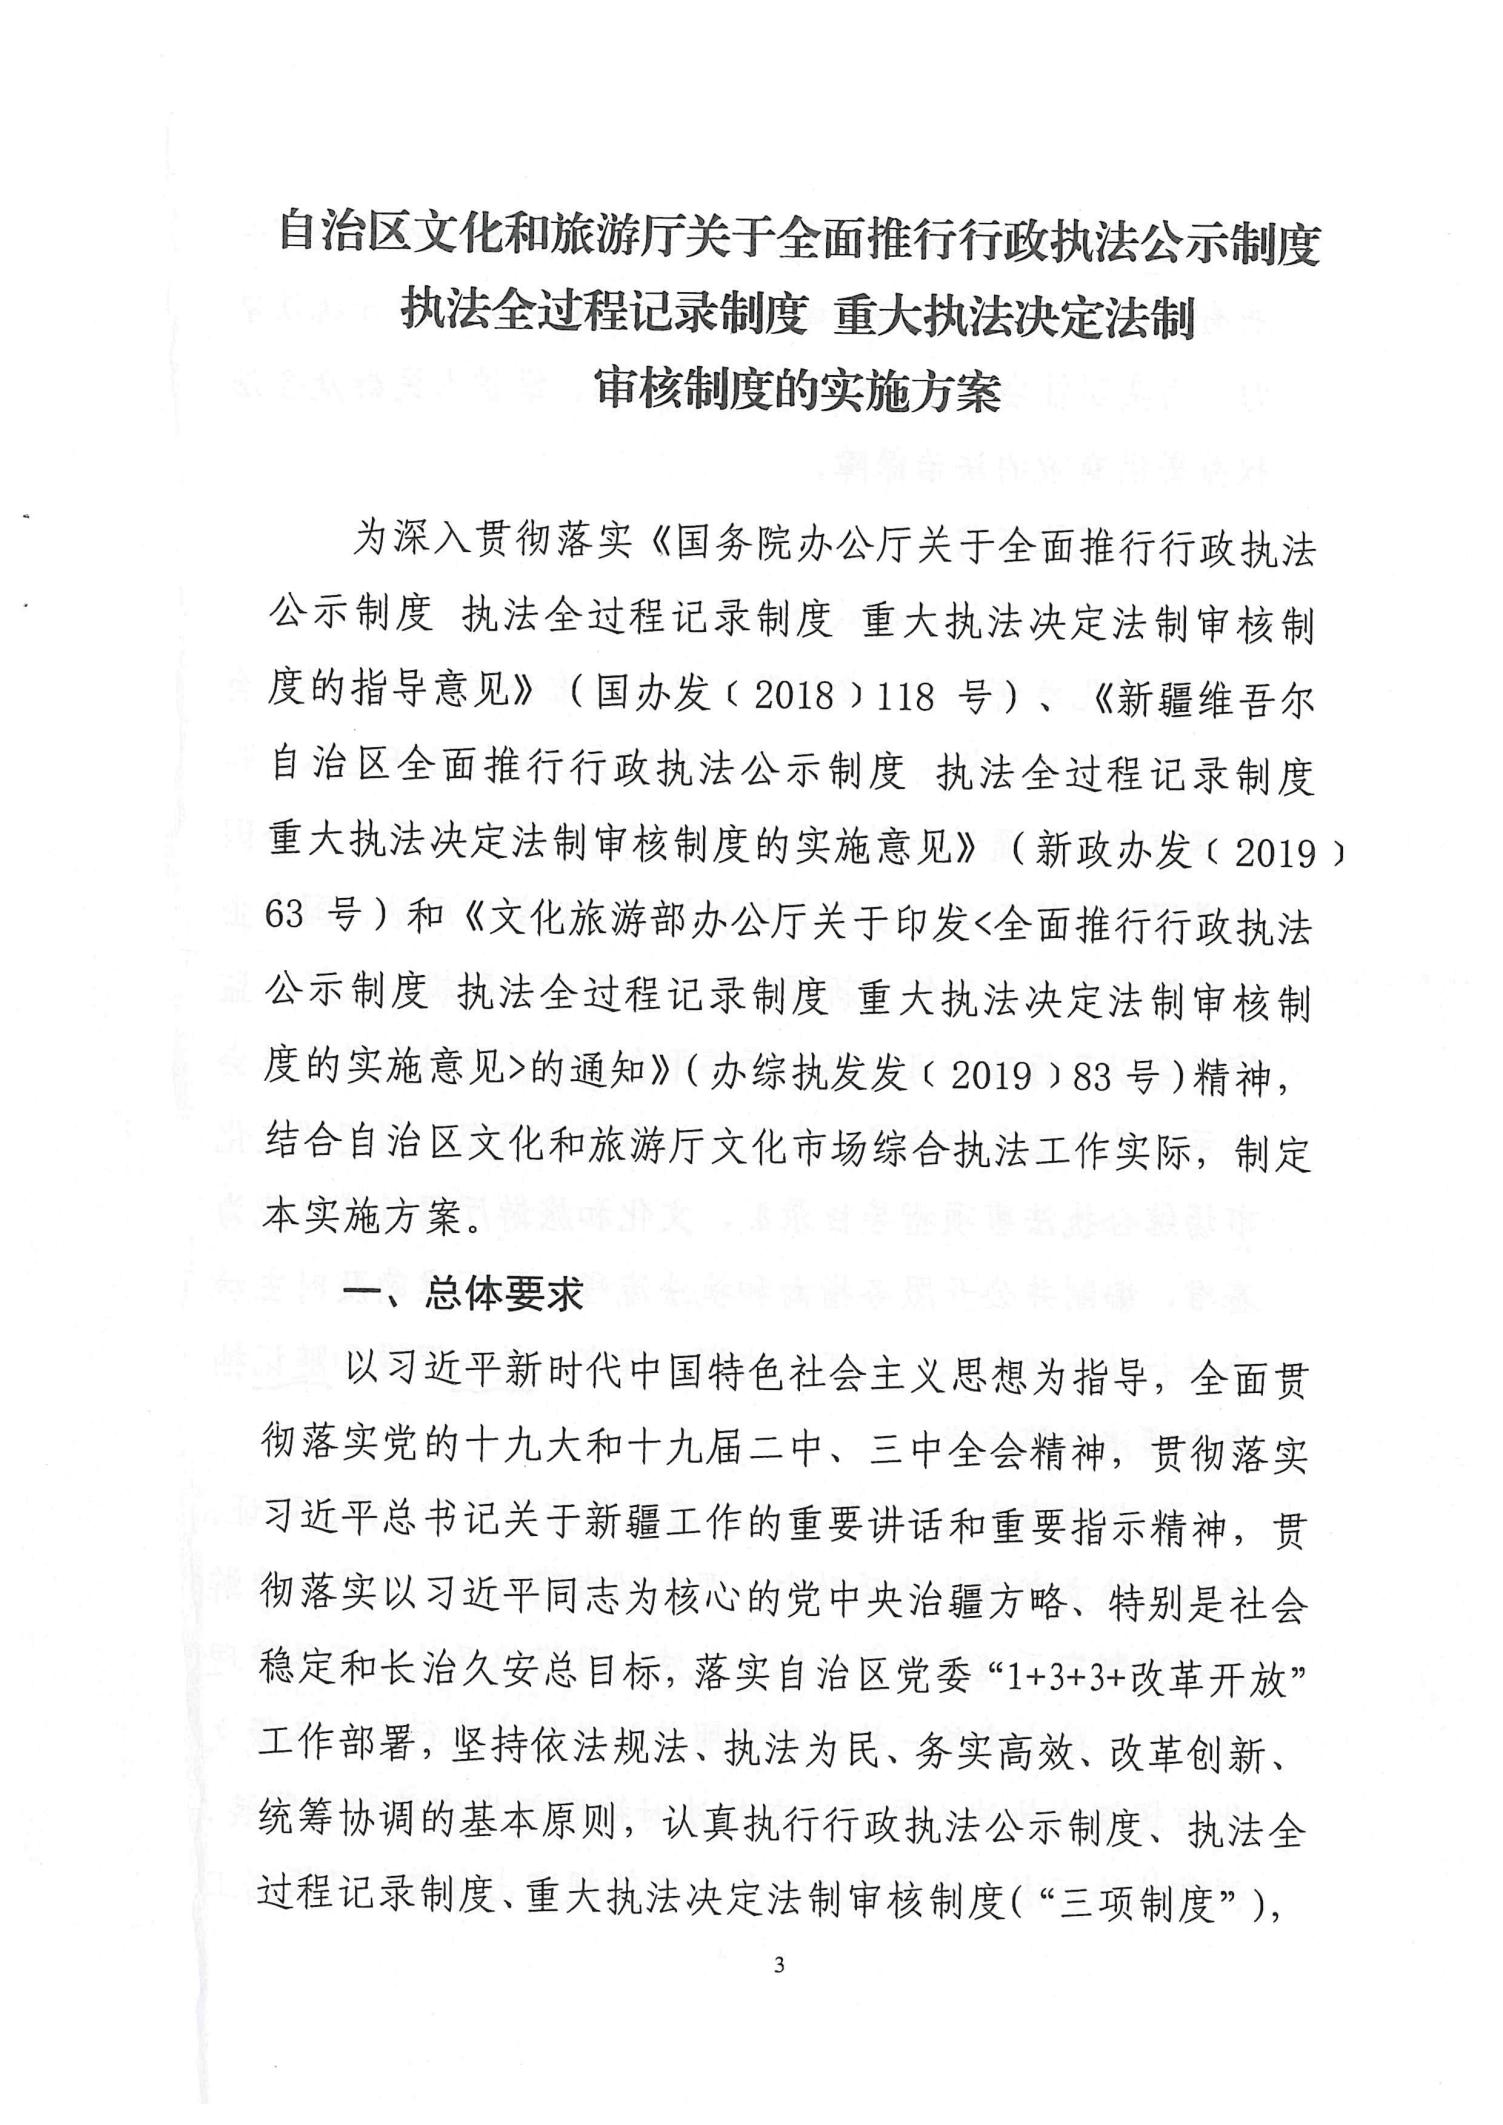 自治区文化和旅游厅关于全面推行行政执法公示制度
执法全过程记录制度 重大执法决定法制
审核制度的实施方案
为深入贯彻落实《国务院办公厅关于全面推行行政执法
公示制度 执法全过程记录制度 重大执法决定法制审核制
度的指导意见》（国办发﹝2018﹞118 号）、《新疆维吾尔
自治区全面推行行政执法公示制度 执法全过程记录制度
重大执法决定法制审核制度的实施意见》（新政办发﹝2019﹞
63 号）和《文化旅游部办公厅关于印发<全面推行行政执法
公示制度 执法全过程记录制度 重大执法决定法制审核制
度的实施意见>的通知》(办综执发发﹝2019﹞83号)精神，
结合自治区文化和旅游厅文化市场综合执法工作实际，制定
本实施方案。
一、总体要求
以习近平新时代中国特色社会主义思想为指导，全面贯
彻落实党的十九大和十九届二中、三中全会精神，贯彻落实
习近平总书记关于新疆工作的重要讲话和重要指示精神，贯
彻落实以习近平同志为核心的党中央治疆方略、特别是社会
稳定和长治久安总目标，落实自治区党委“1+3+3+改革开放”
工作部署，坚持依法规法、执法为民、务实高效、改革创新、
统筹协调的基本原则，认真执行行政执法公示制度、执法全
过程记录制度、重大执法决定法制审核制度(“三项制度”)，
3